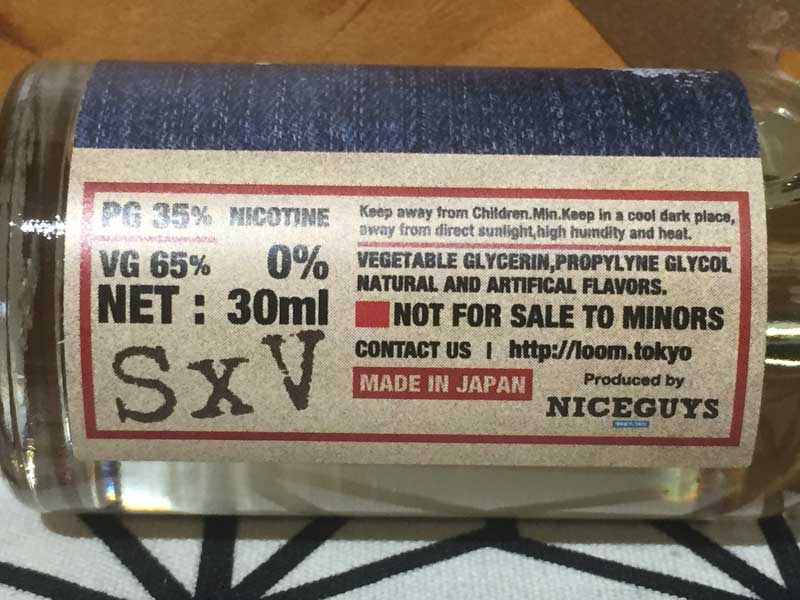 PG 35% NICOTINE
VG 65% 0%
NET : 30ml
SxV
Keep away from Children.Min.Keep in a cool dark place,
away from direct sunlight,high humdity and heat.
VEGETABLE GLYCERIN,PROPYLYNE GLYCOL
NATURAL AND ARTIFICAL FLAVORS.
NOT FOR SALE TO MINORS
CONTACT US | http://loom.tokyo
MADE IN JAPAN
Produced by
NICEGUYS